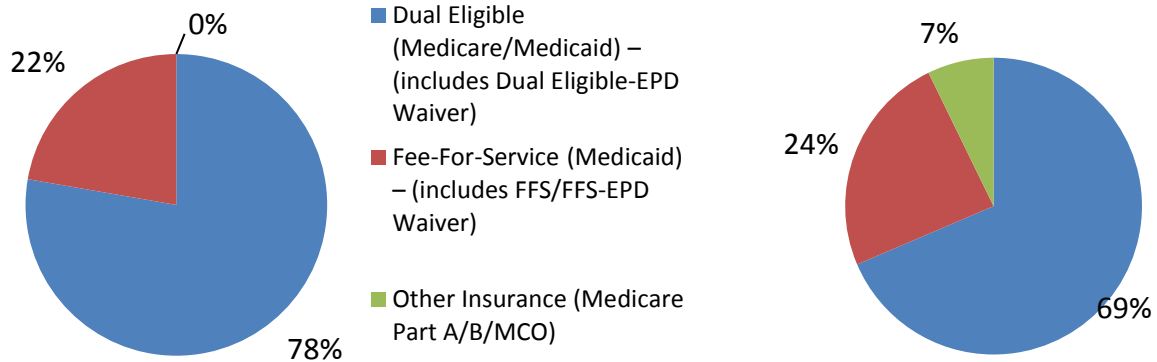 0%
22%
78%
Dual Eligible
(Medicare/Medicaid) –
(includes Dual Eligible-EPD
Waiver)
Fee-For-Service (Medicaid)
– (includes FFS/FFS-EPD
Waiver)
Other Insurance (Medicare
Part A/B/MCO)
7%
24%
69%